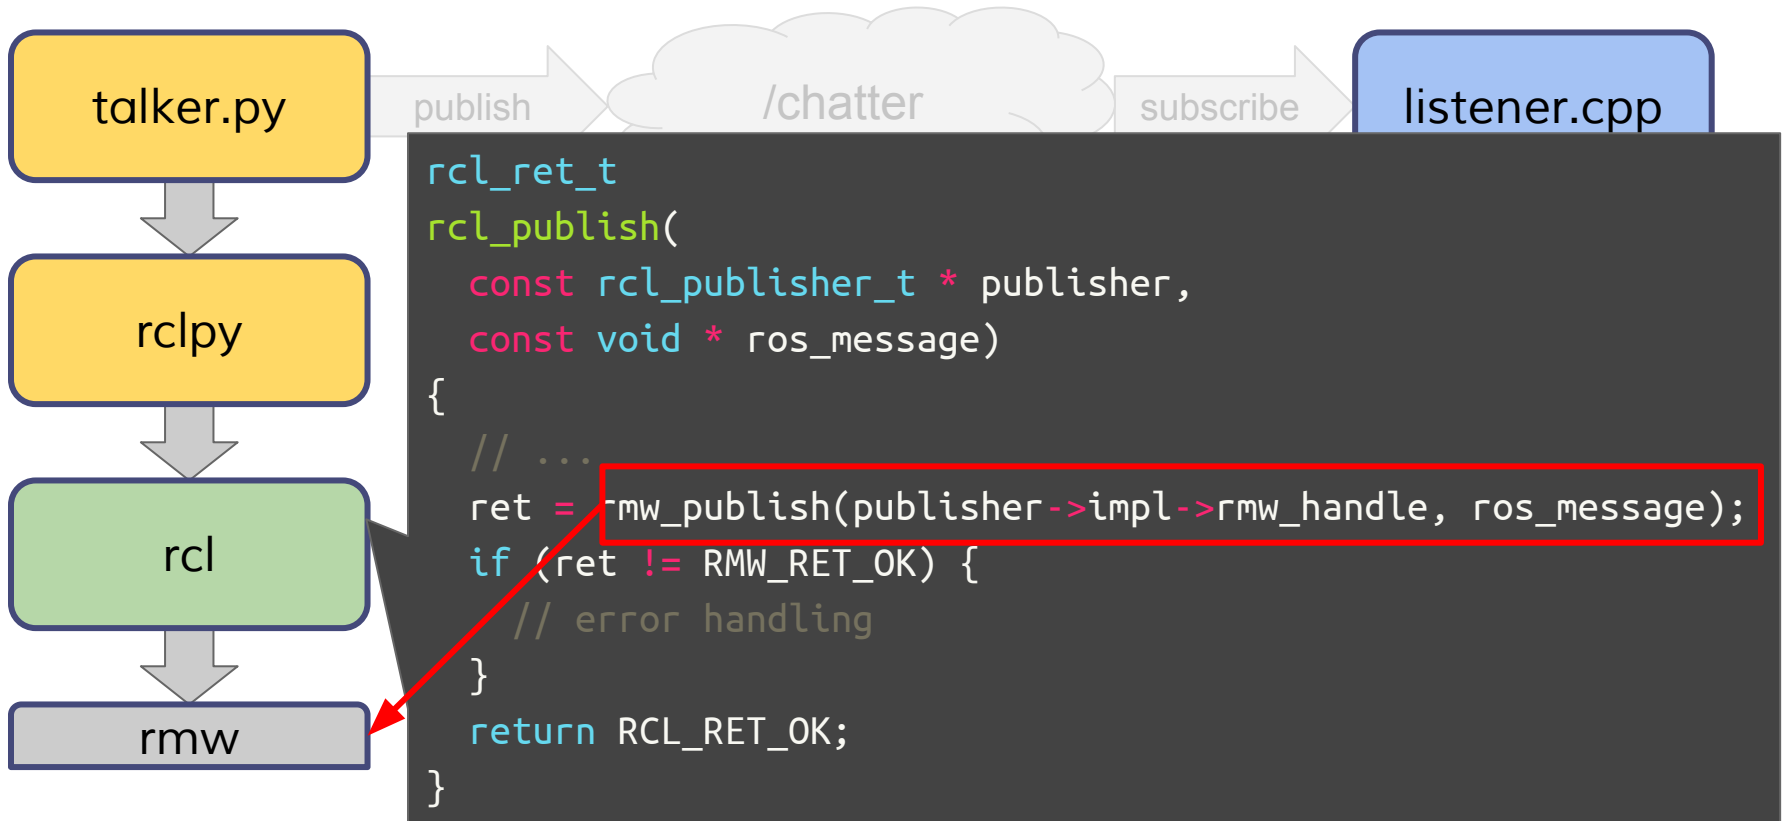 talker.py
publish
/chatter
subscribe
listener.cpp
rclpy
rcl
rmw
rcl_ret_t
rcl_publish(
  const rcl_publisher_t * publisher,
  const void * ros_message)
{
  // ...
  ret = rmw_publish(publisher->impl->rmw_handle, ros_message);
  if (ret != RMW_RET_OK) {
    // error handling
  }
  return RCL_RET_OK;
}